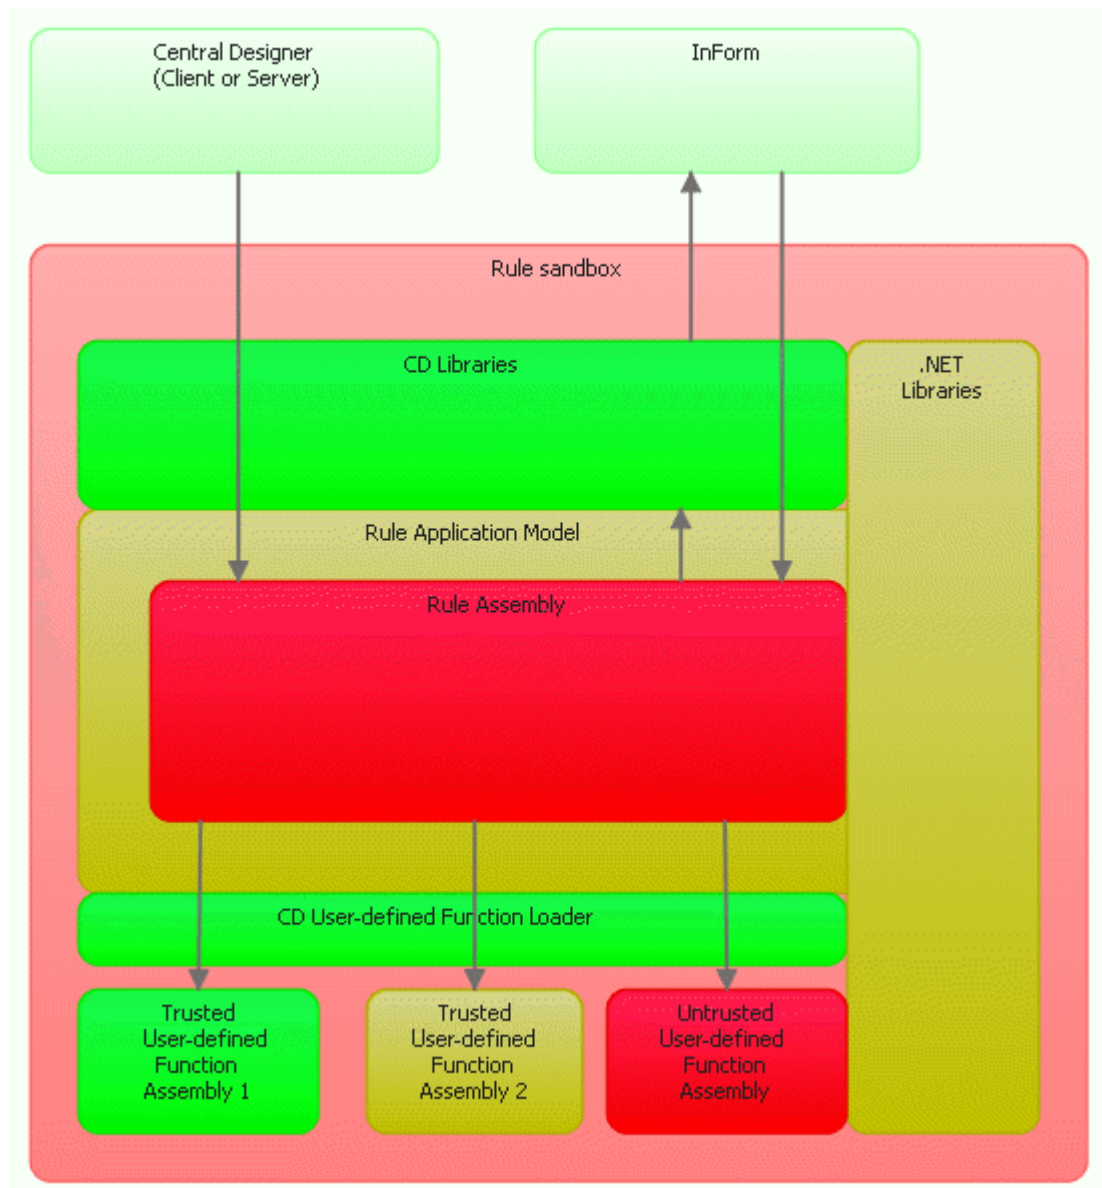 Central Designer
(Client or Server)
InForm
Rule sandbox
CD Libraries
.NET
Libraries
Rule Application Model
Rule Assembly
CD User-defined Function Loader
Trusted
User-defined
Function
Assembly 1
Trusted
User-defined
Function
Assembly 2
Untrusted
User-defined
Function
Assembly